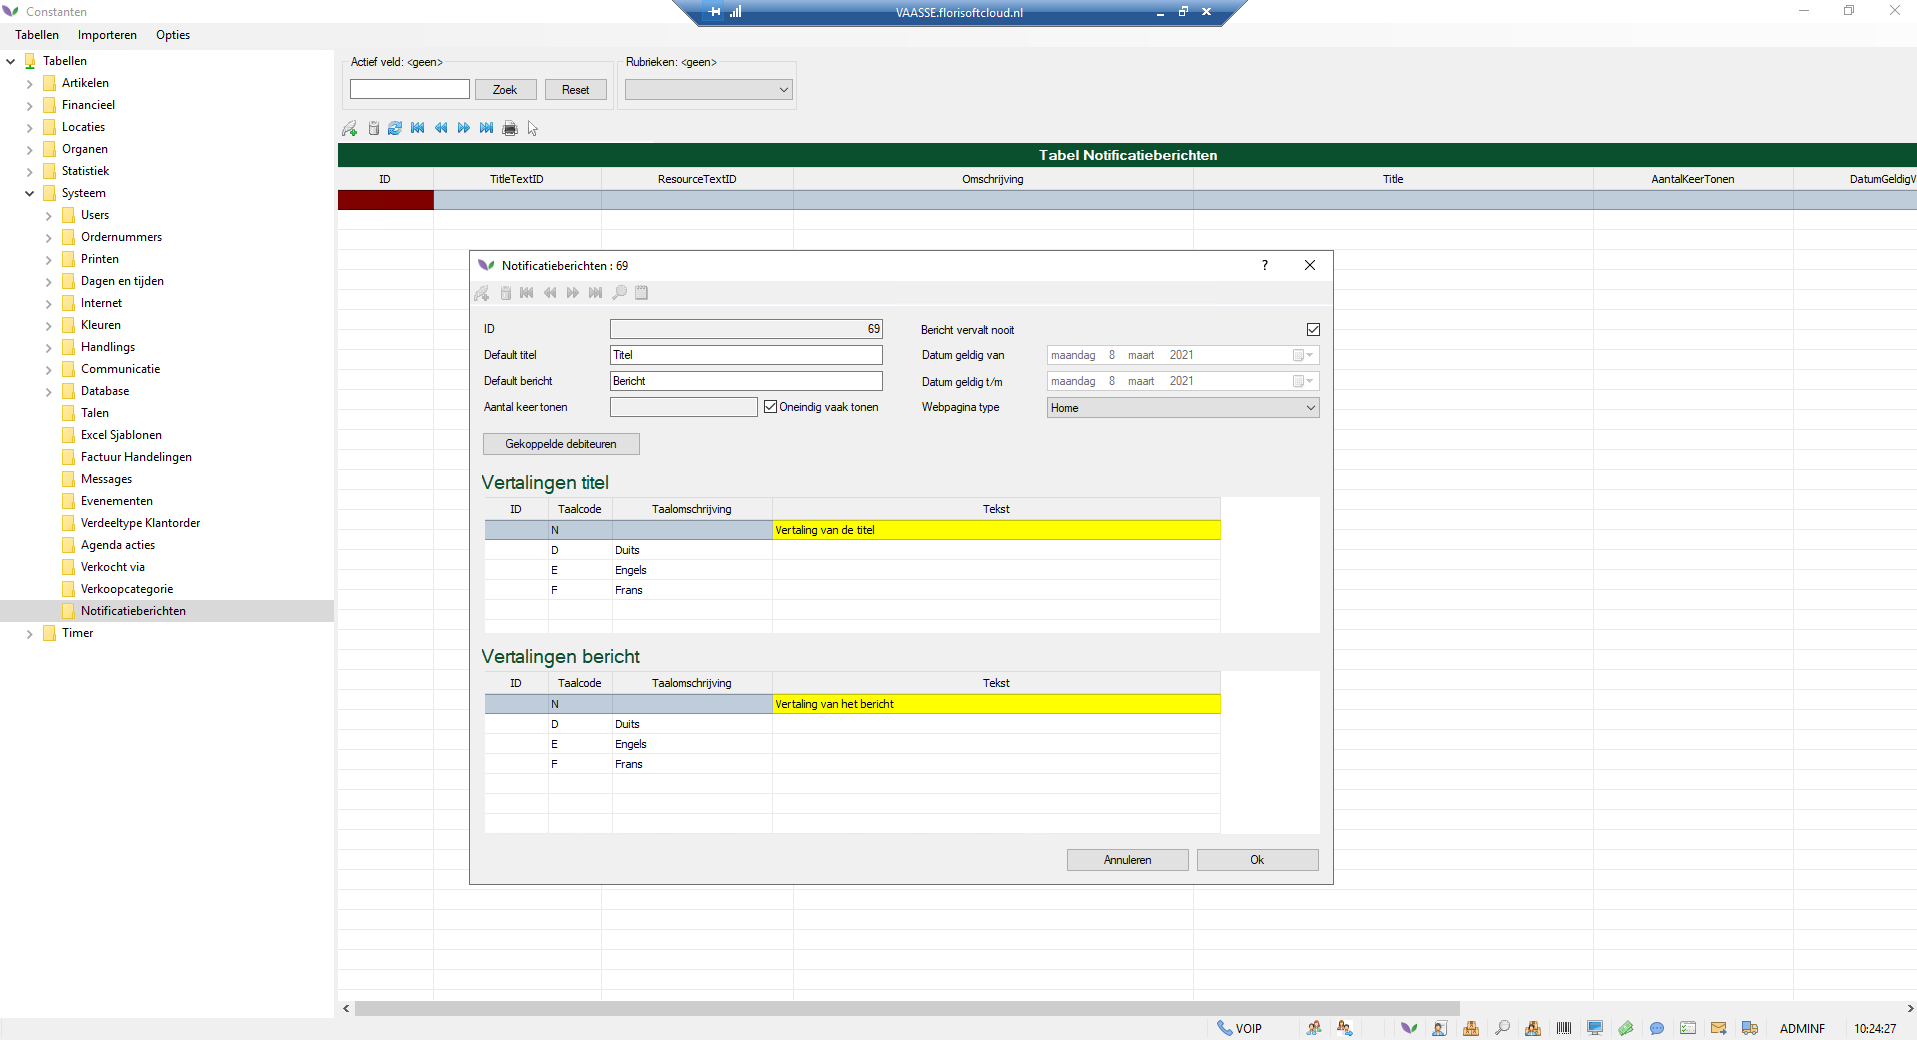 Constanten
VAASSE.florisoftcloud.nl
Tabellen Importeren Opties
Tabellen
Artikelen
Financieel
Locaties
Organen
Statistiek
Systeem
Users
Ordernummers
Printen
Dagen en tijden
Internet
Kleuren
Handlings
Communicatie
Database
Talen
Excel Sjablonen
Factuur Handelingen
Messages
Evenementen
Verdeeltype Klantorder
Agenda acties
Verkocht via
Verkoopcategorie
Notificatieberichten
Timer
Actief veld: <geen>
Zoek Reset
Rubrieken: <geen>
Tabel Notificatieberichten
ID TitleTextID ResourceTextID Omschrijving Title AantalKeerTonen DatumGeldigV
Notificatieberichten : 69
?
ID 69 Bericht vervalt nooit
Default titel Titel Datum geldig van maandag 8 maart 2021
Default bericht Bericht Datum geldig t/m maandag 8 maart 2021
Aantal keer tonen Oneindig vaak tonen Webpagina type Home
Gekoppelde debiteuren
Vertalingen titel
ID Taalcode Taalomschrijving Tekst
N Vertaling van de titel
D Duits
E Engels
F Frans
Vertalingen bericht
ID Taalcode Taalomschrijving Tekst
N Vertaling van het bericht
D Duits
E Engels
F Frans
Annuleren Ok
VOIP ADMINF 10:24:27